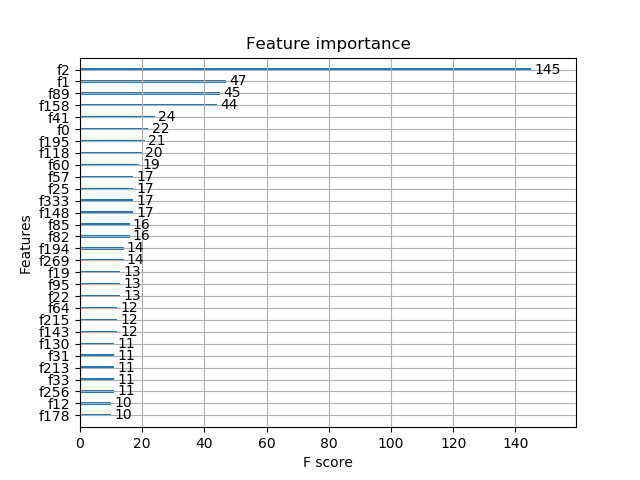 Feature importance
f2 145
f1 47
f89 45
f158 44
f41 24
f0 22
f195 21
f118 20
f60 19
f57 17
f25 17
f333 17
f148 17
f85 16
f82 16
f194 14
f269 14
f19 13
f95 13
f22 13
f64 12
f215 12
f143 12
f130 11
f31 11
f213 11
f33 11
f256 11
f12 10
f178 10
Features
0 20 40 60 80 100 120 140
F score